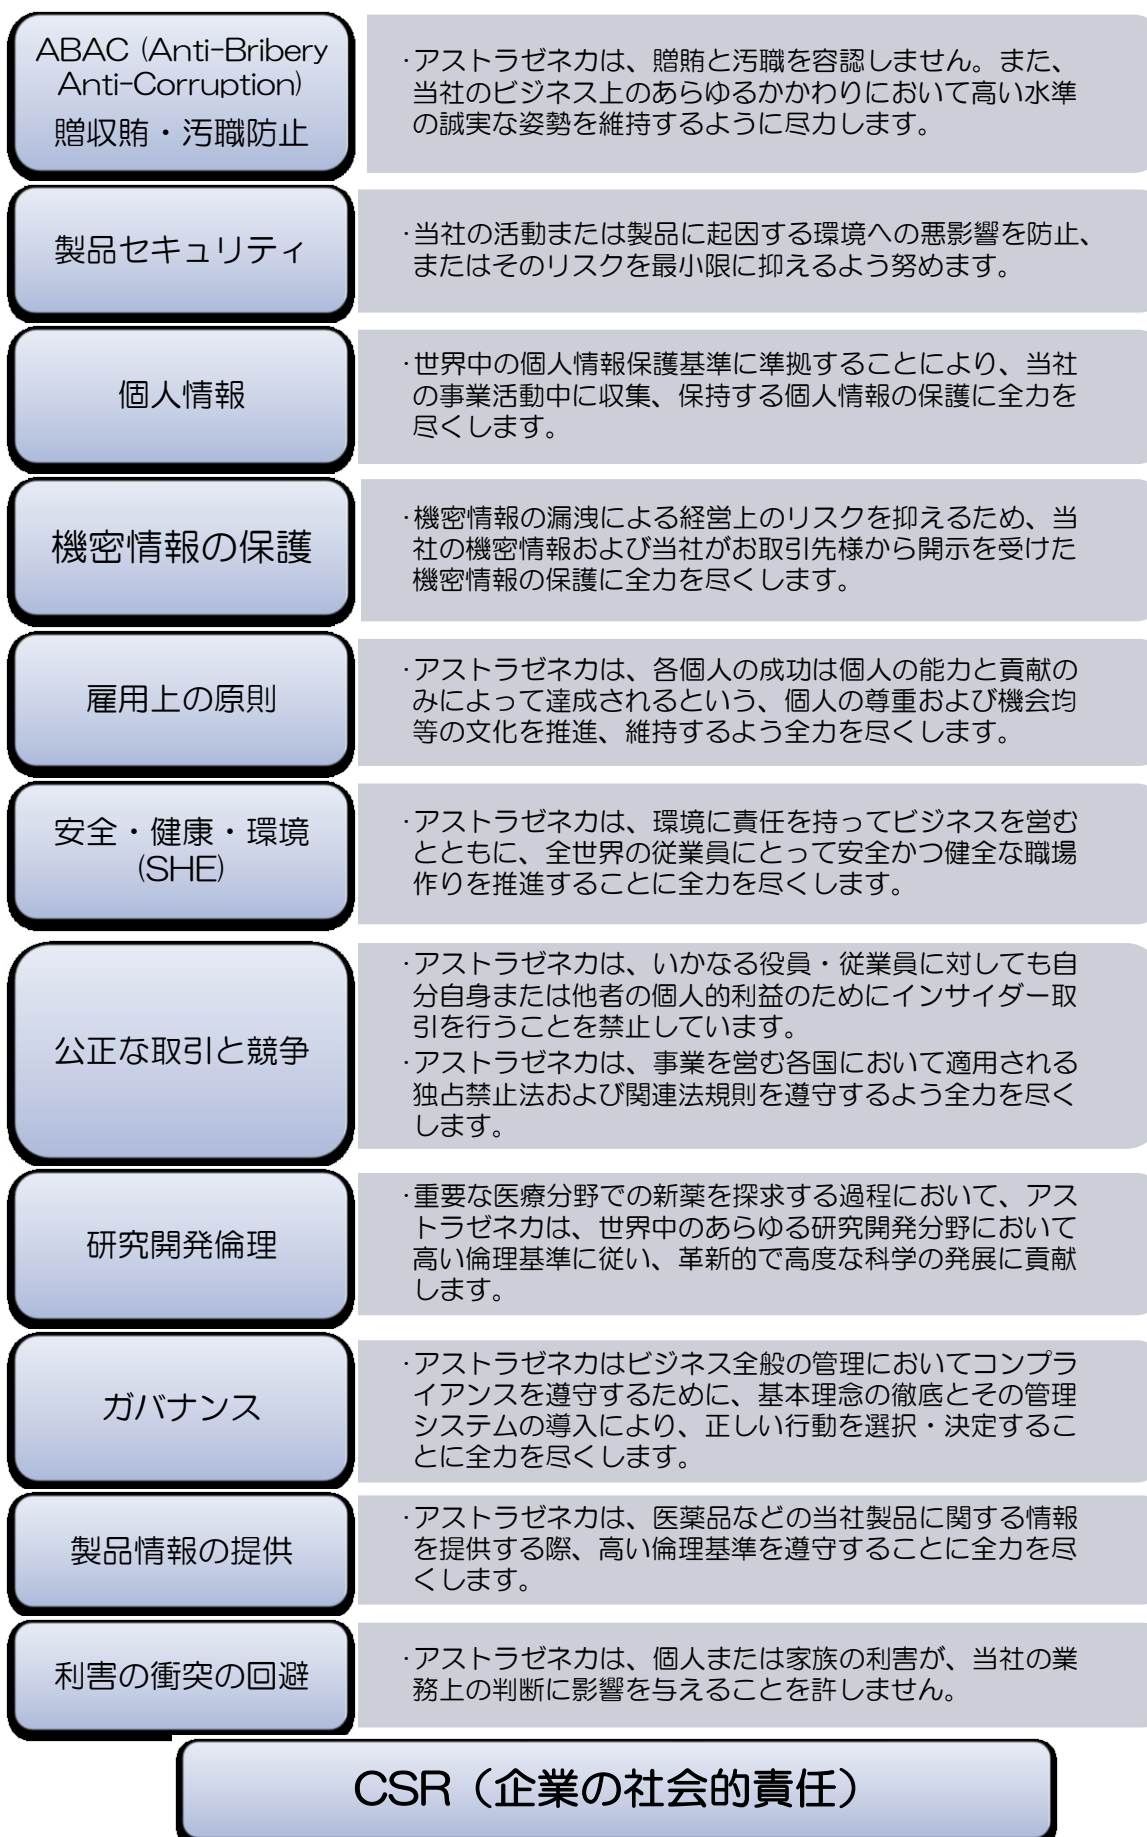 ABAC (Anti-Bribery
Anti-Corruption)
贈収賄・汚職防止
·アストラゼネカは、贈賄と汚職を容認しません。また、
当社のビジネス上のあらゆるかかわりにおいて高い水準
の誠実な姿勢を維持するように尽力します。
製品セキュリティ
·当社の活動または製品に起因する環境への悪影響を防止、
またはそのリスクを最小限に抑えるよう努めます。
個人情報
·世界中の個人情報保護基準に準拠することにより、当社
の事業活動中に収集、保持する個人情報の保護に全力を
尽くします。
機密情報の保護
·機密情報の漏洩による経営上のリスクを抑えるため、当
社の機密情報および当社がお取引先様から開示を受けた
機密情報の保護に全力を尽くします。
雇用上の原則
·アストラゼネカは、各個人の成功は個人の能力と貢献の
みによって達成されるという、個人の尊重および機会均
等の文化を推進、維持するよう全力を尽くします。
安全・健康・環境
(SHE)
·アストラゼネカは、環境に責任を持ってビジネスを営む
とともに、全世界の従業員にとって安全かつ健全な職場
作りを推進することに全力を尽くします。
公正な取引と競争
·アストラゼネカは、いかなる役員・従業員に対しても自
分自身または他者の個人的利益のためにインサイダー取
引を行うことを禁止しています。
·アストラゼネカは、事業を営む各国において適用される
独占禁止法および関連法規則を遵守するよう全力を尽く
します。
研究開発倫理
·重要な医療分野での新薬を探求する過程において、アス
トラゼネカは、世界中のあらゆる研究開発分野において
高い倫理基準に従い、革新的で高度な科学の発展に貢献
します。
ガバナンス
·アストラゼネカはビジネス全般の管理においてコンプラ
イアンスを遵守するために、基本理念の徹底とその管理
システムの導入により、正しい行動を選択・決定するこ
とに全力を尽くします。
製品情報の提供
·アストラゼネカは、医薬品などの当社製品に関する情報
を提供する際、高い倫理基準を遵守することに全力を尽
くします。
利害の衝突の回避
·アストラゼネカは、個人または家族の利害が、当社の業
務上の判断に影響を与えることを許しません。
CSR（企業の社会的責任）